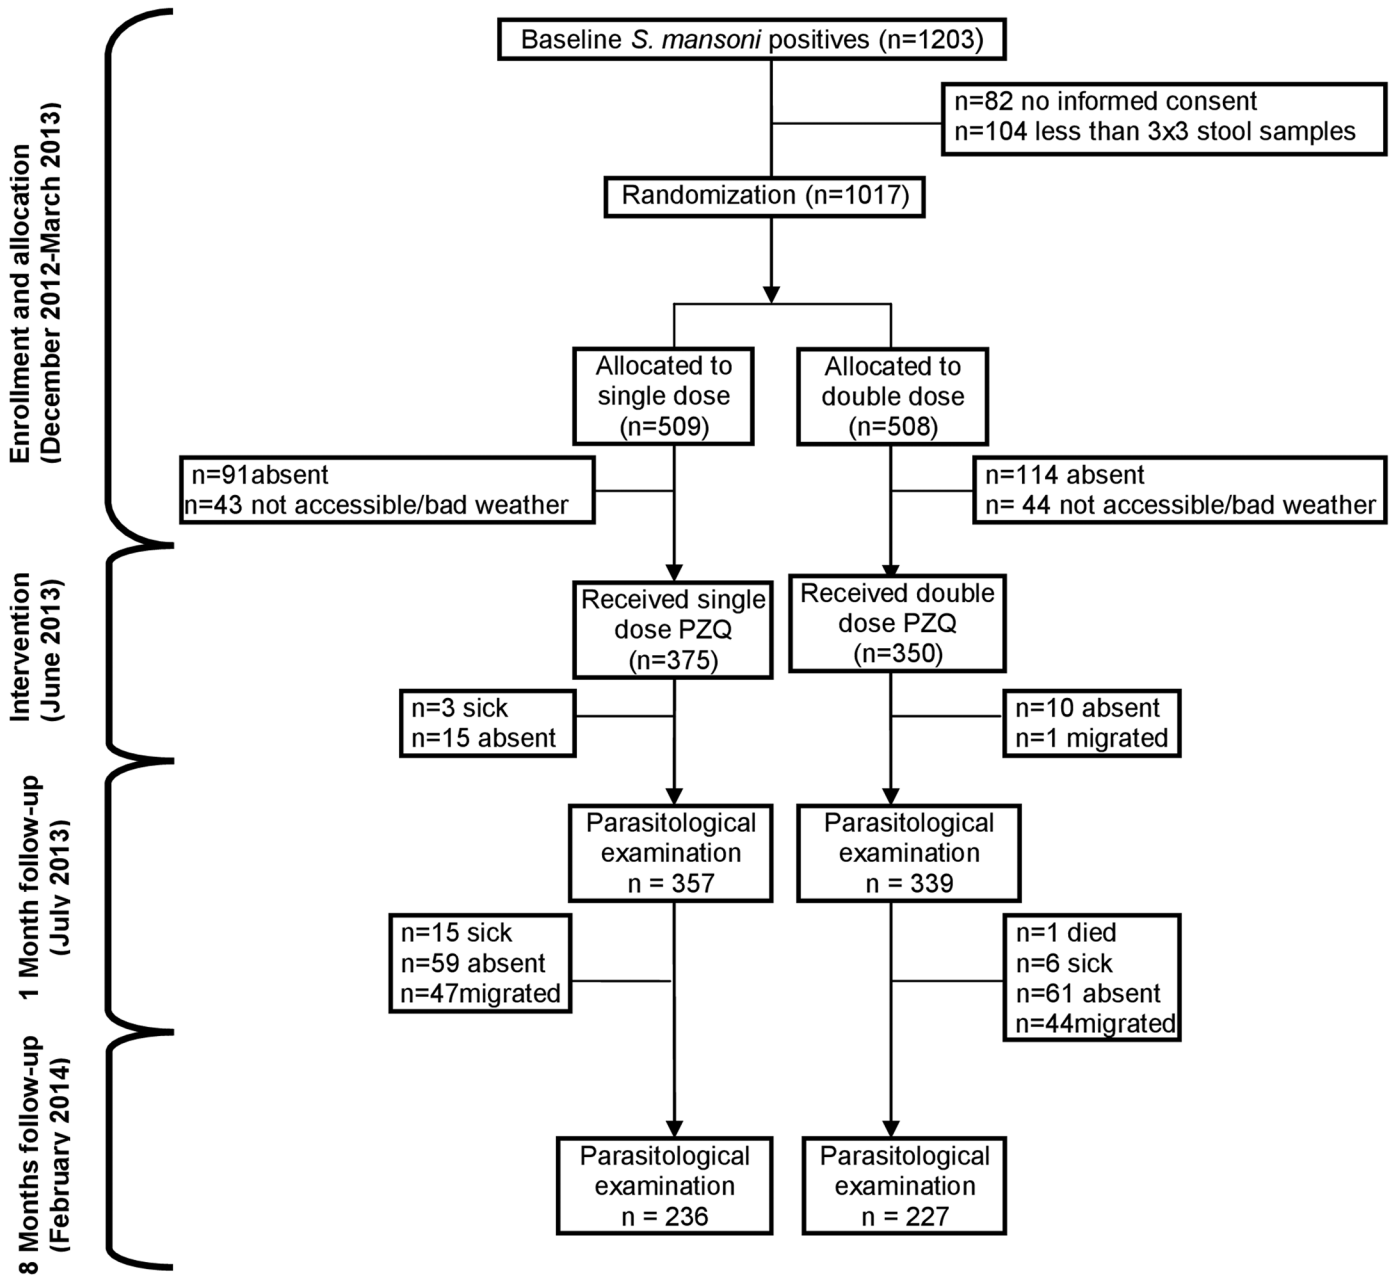 Baseline S. mansoni positives (n=1203)
n=82 no informed consent
n=104 less than 3x3 stool samples
Randomization (n=1017)
Enrollment and allocation
(December 2012-March 2013)
Allocated to
single dose
(n=509)
Allocated to
double dose
(n=508)
n=91absent
n=43 not accessible/bad weather
n=114 absent
n= 44 not accessible/bad weather
Intervention
(June 2013)
Received single
dose PZQ
(n=375)
Received double
dose PZQ
(n=350)
n=3 sick
n=15 absent
n=10 absent
n=1 migrated
1 Month follow-up
(July 2013)
Parasitological
examination
n = 357
Parasitological
examination
n = 339
n=15 sick
n=59 absent
n=47migrated
n=1 died
n=6 sick
n=61 absent
n=44migrated
8 Months follow-up
(February 2014)
Parasitological
examination
n = 236
Parasitological
examination
n = 227